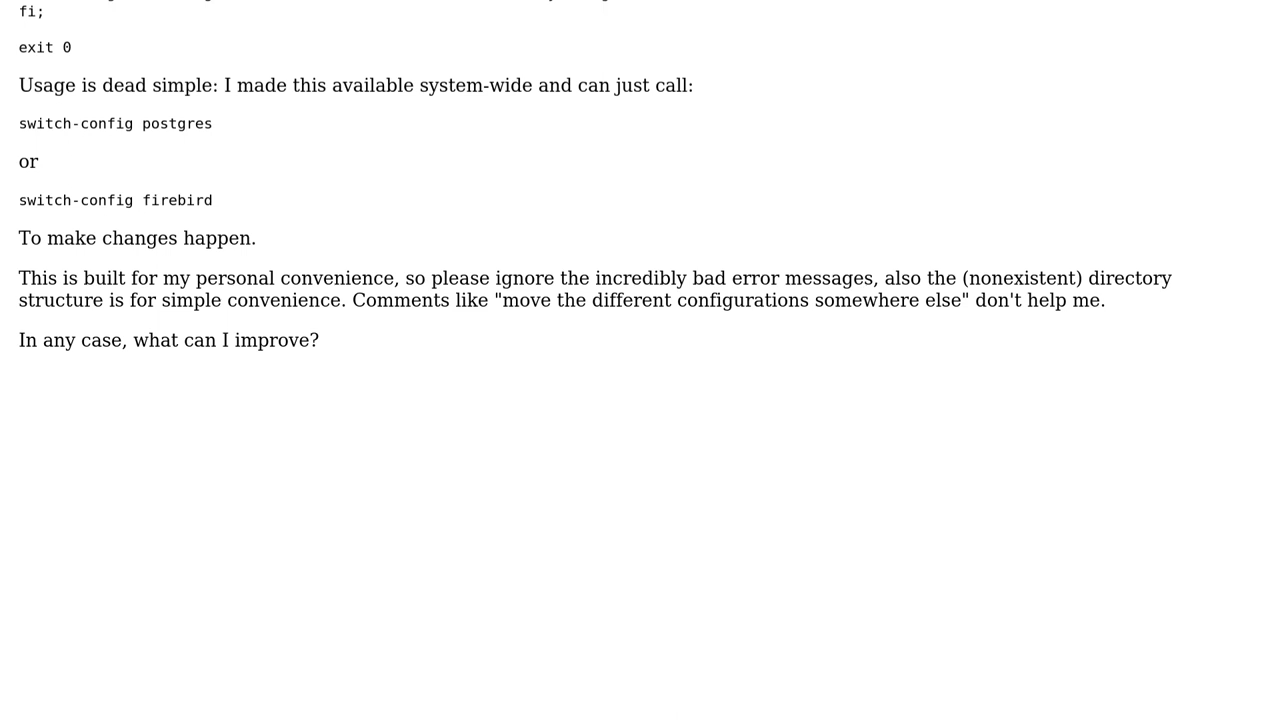 fi;
exit 0
Usage is dead simple: I made this available system-wide and can just call:
switch-config postgres
or
switch-config firebird
To make changes happen.
This is built for my personal convenience, so please ignore the incredibly bad error messages, also the (nonexistent) directory
structure is for simple convenience. Comments like "move the different configurations somewhere else" don't help me.
In any case, what can I improve?